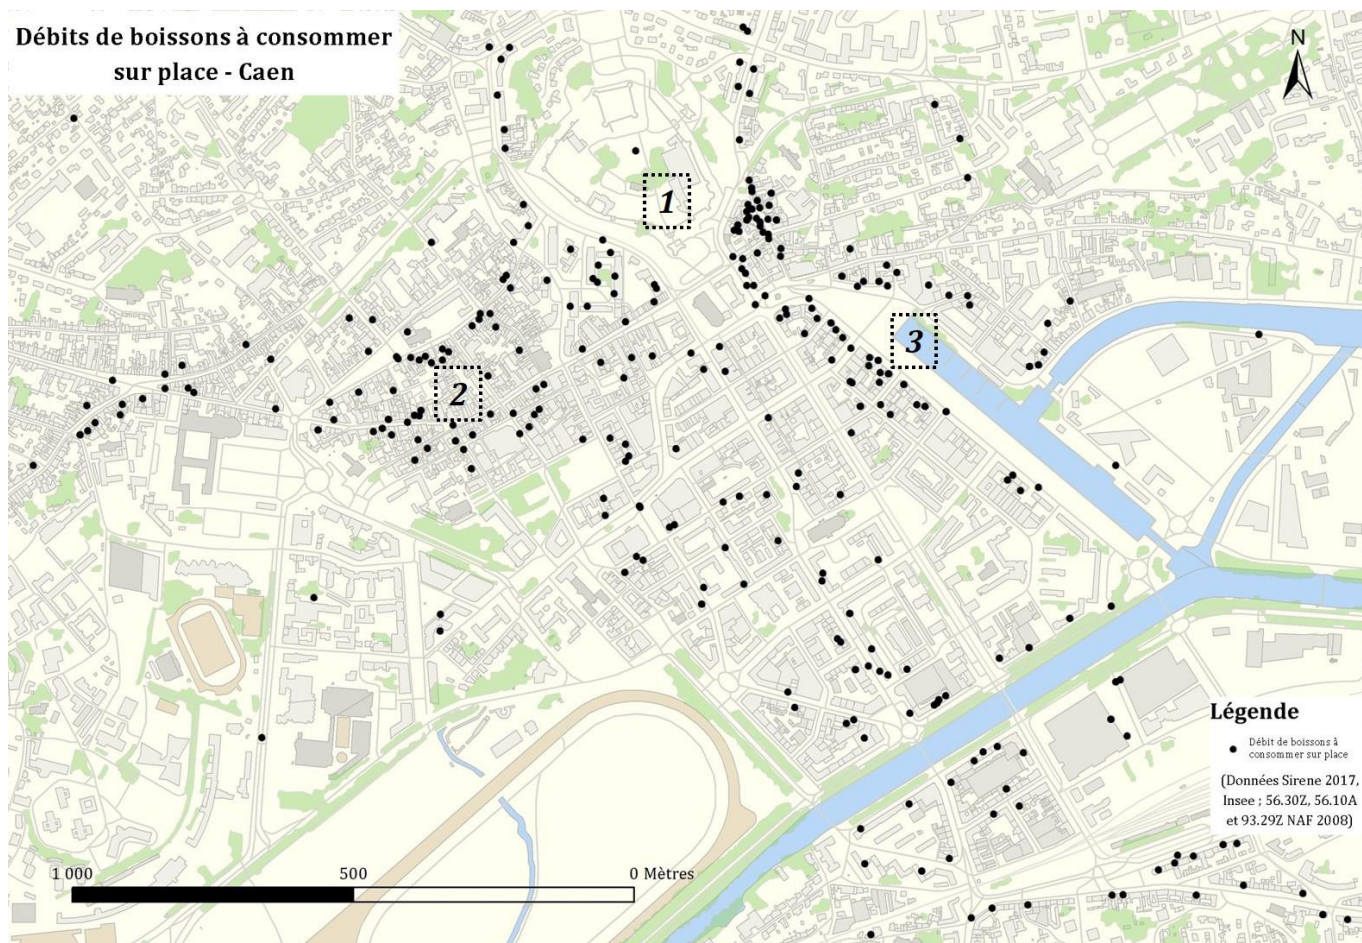 Débits de boissons à consommer
sur place - Caen
N
1
2
3
Légende
Débit de boissons à
consommer sur place
(Données Sirene 2017,
Insee ; 56.30Z, 56.10A
et 93.29Z NAF 2008)
1 000 500 0 Mètres